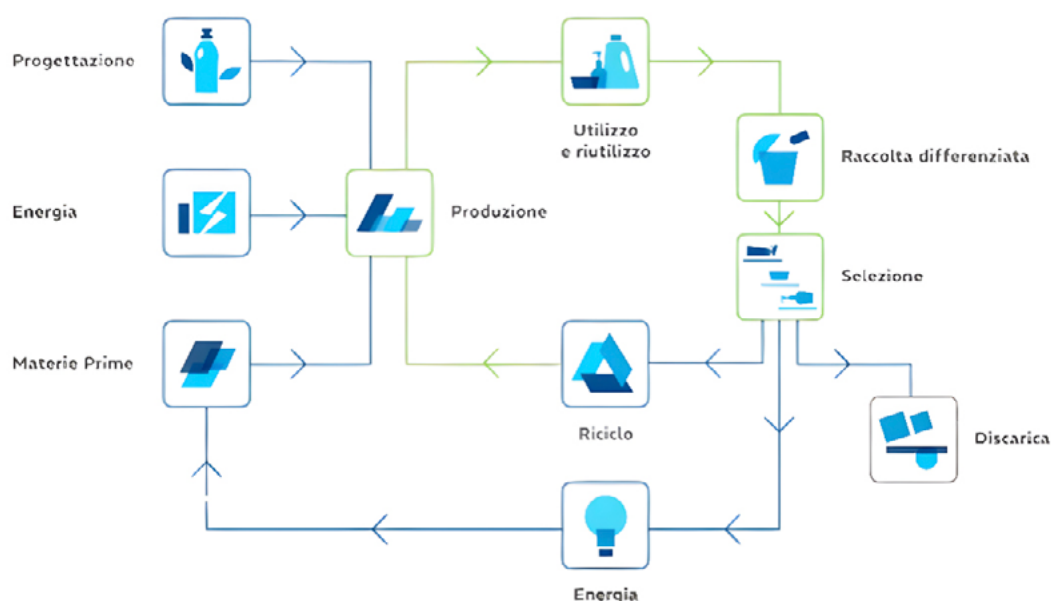 Progettazione
Utilizzo
e riutilizzo
Raccolta differenziata
Energia
Produzione
Selezione
Materie Prime
Riciclo
Discarica
Energia